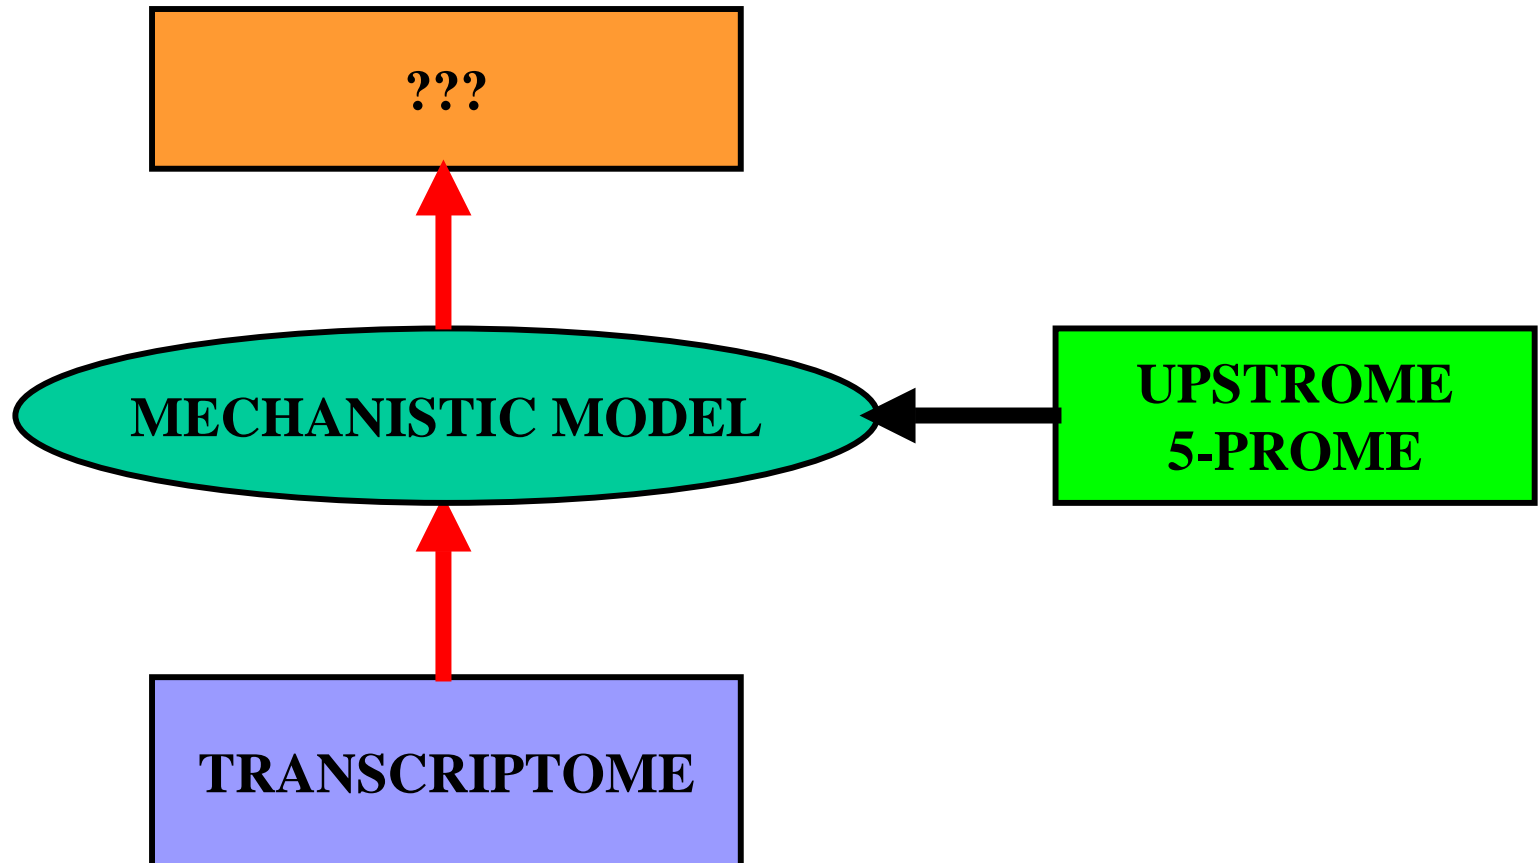 ???
MECHANISTIC MODEL
UPSTROME
5-PROME
TRANSCRIPTOME